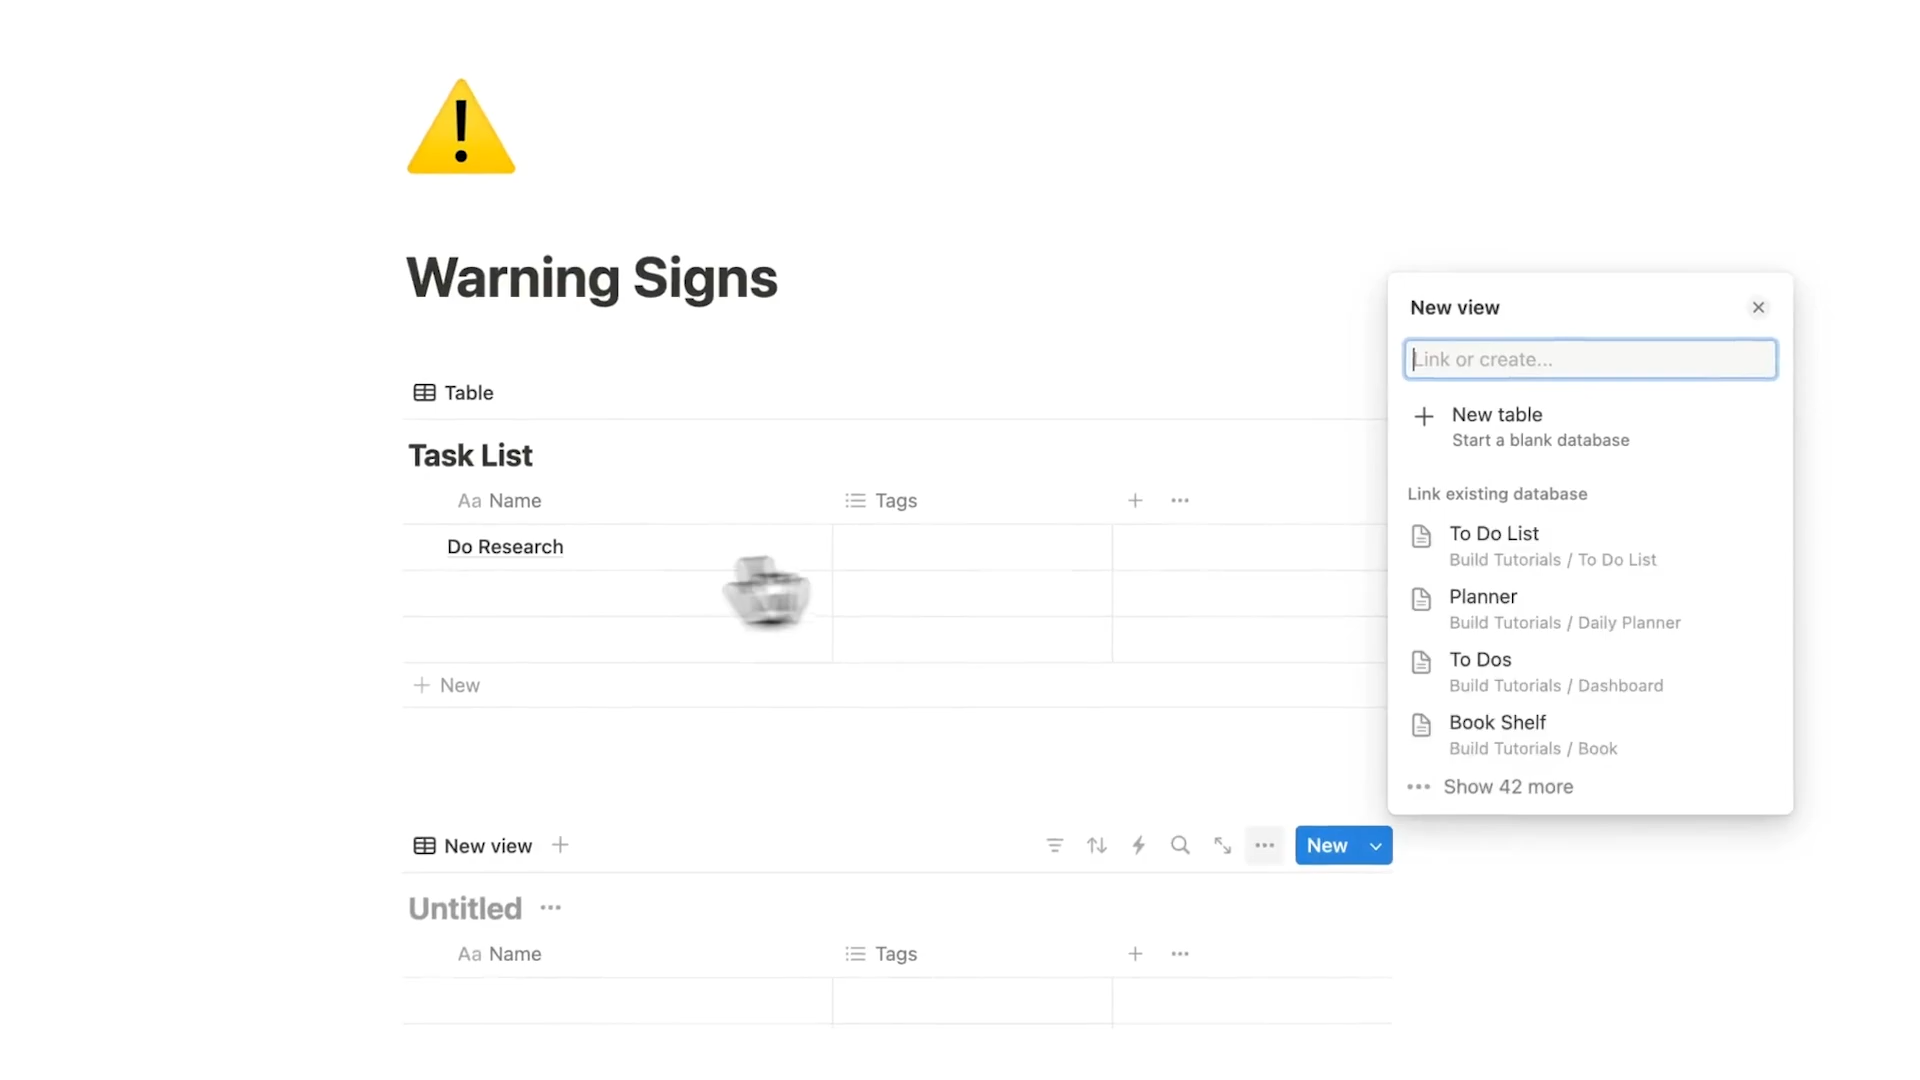 Warning Signs
Table
Task List
Aa Name
Tags
Do Research
New
New view
New
Untitled
Aa Name
Tags
New view
Link or create...
New table
Start a blank database
Link existing database
To Do List
Build Tutorials / To Do List
Planner
Build Tutorials / Daily Planner
To Dos
Build Tutorials / Dashboard
Book Shelf
Build Tutorials / Book
Show 42 more